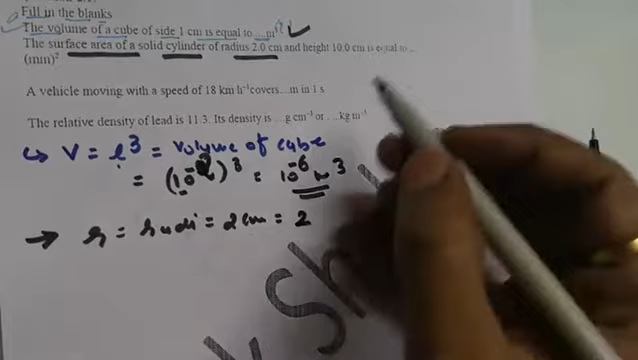 Fill in the blanks
The volume of a cube of side 1 cm is equal to....m³
The surface area of a solid cylinder of radius 2.0 cm and height 10.0 cm is equal to ..
(mm)²
A vehicle moving with a speed of 18 km h⁻¹covers....m in 1 s
The relative density of lead is 11.3. Its density is ....g cm⁻³ or ....kg m⁻³
↪ V = l³ = volume of cube
= (10⁻²)³ = 10⁻⁶ m³
→ r = radi = 2cm = 2
Sh